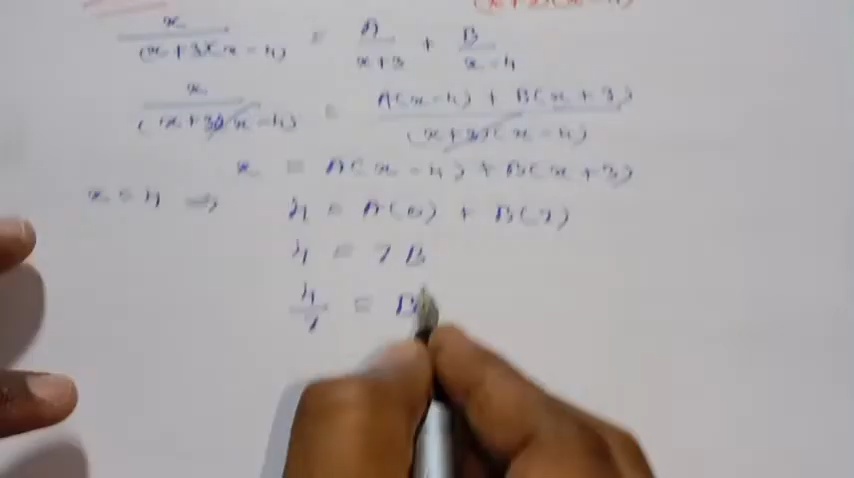 x/((x+3)(x-4)) = A/(x+3) + B/(x-4)
x/((x+3)(x-4)) = (A(x-4) + B(x+3))/((x+3)(x-4))
x = A(x-4) + B(x+3)
x = 4 ⇒ 4 = A(0) + B(7)
4 = 7B
4/7 = B